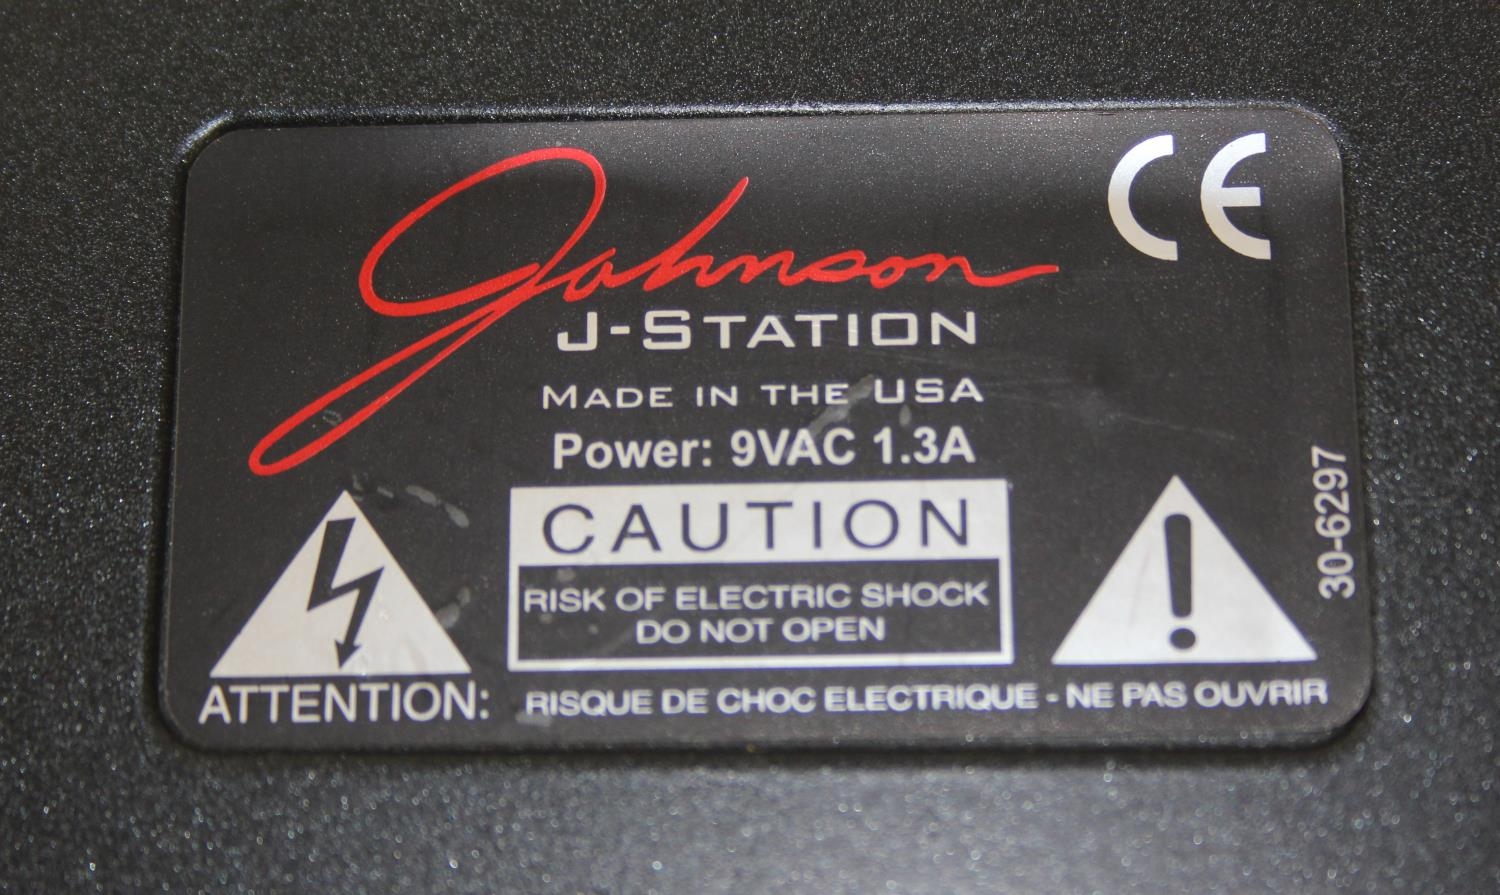 Johnson
CE
J-STATION
MADE IN THE USA
Power: 9VAC 1.3A
CAUTION
RISK OF ELECTRIC SHOCK
DO NOT OPEN
30-6297
ATTENTION: RISQUE DE CHOC ELECTRIQUE - NE PAS OUVRIR